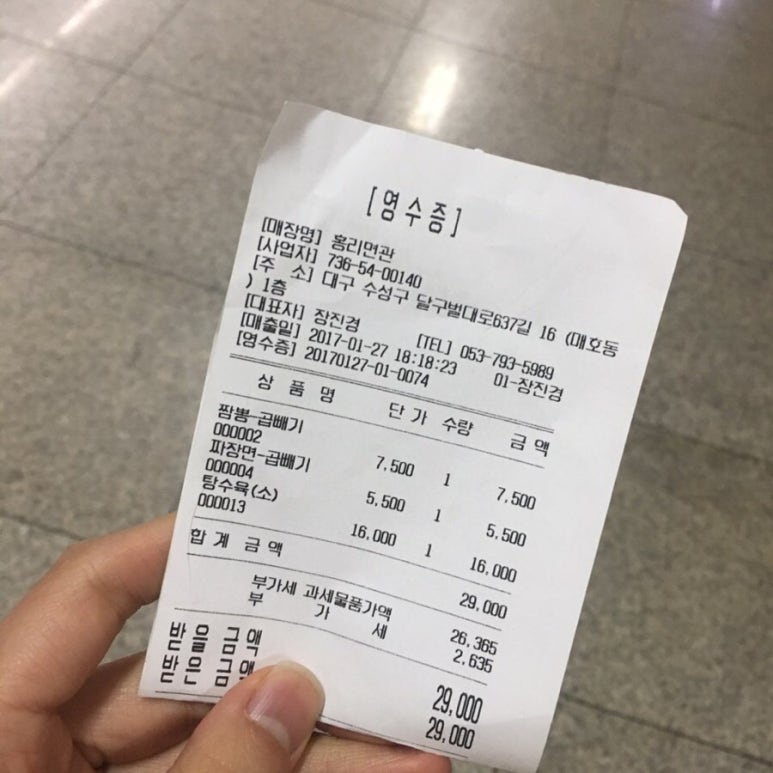 [영수증]
[매장명] 홍리면관
[사업자] 736-54-00140
[주 소] 대구 수성구 달구벌대로637길 16 (매호동
) 1층
[대표자] 장진경 [TEL] 053-793-5989
[매출일] 2017-01-27 18:18:23 01-장진경
[영수증] 20170127-01-0074
상 품 명 단 가 수량 금 액
짬뽕-곱빼기
000002 7,500 1 7,500
짜장면-곱빼기
000004 5,500 1 5,500
탕수육(소)
000013 16,000 1 16,000
합 계 금 액 29,000
부가세 과세물품가액 26,365
부 가 세 2,635
받을 금액 29,000
받은 금액 29,000